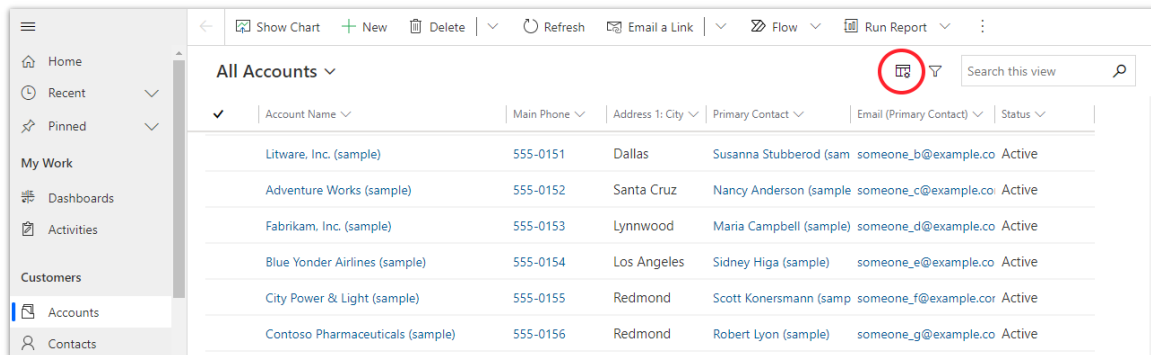 Show Chart New Delete Refresh Email a Link Flow Run Report
Home
Recent
Pinned
My Work
Dashboards
Activities
Customers
Accounts
Contacts
All Accounts
Search this view
Account Name Main Phone Address 1: City Primary Contact Email (Primary Contact) Status
Litware, Inc. (sample) 555-0151 Dallas Susanna Stubberod (sam someone_b@example.co Active
Adventure Works (sample) 555-0152 Santa Cruz Nancy Anderson (sample someone_c@example.co Active
Fabrikam, Inc. (sample) 555-0153 Lynnwood Maria Campbell (sample) someone_d@example.co Active
Blue Yonder Airlines (sample) 555-0154 Los Angeles Sidney Higa (sample) someone_e@example.co Active
City Power & Light (sample) 555-0155 Redmond Scott Konersmann (samp someone_f@example.cor Active
Contoso Pharmaceuticals (sample) 555-0156 Redmond Robert Lyon (sample) someone_g@example.co Active